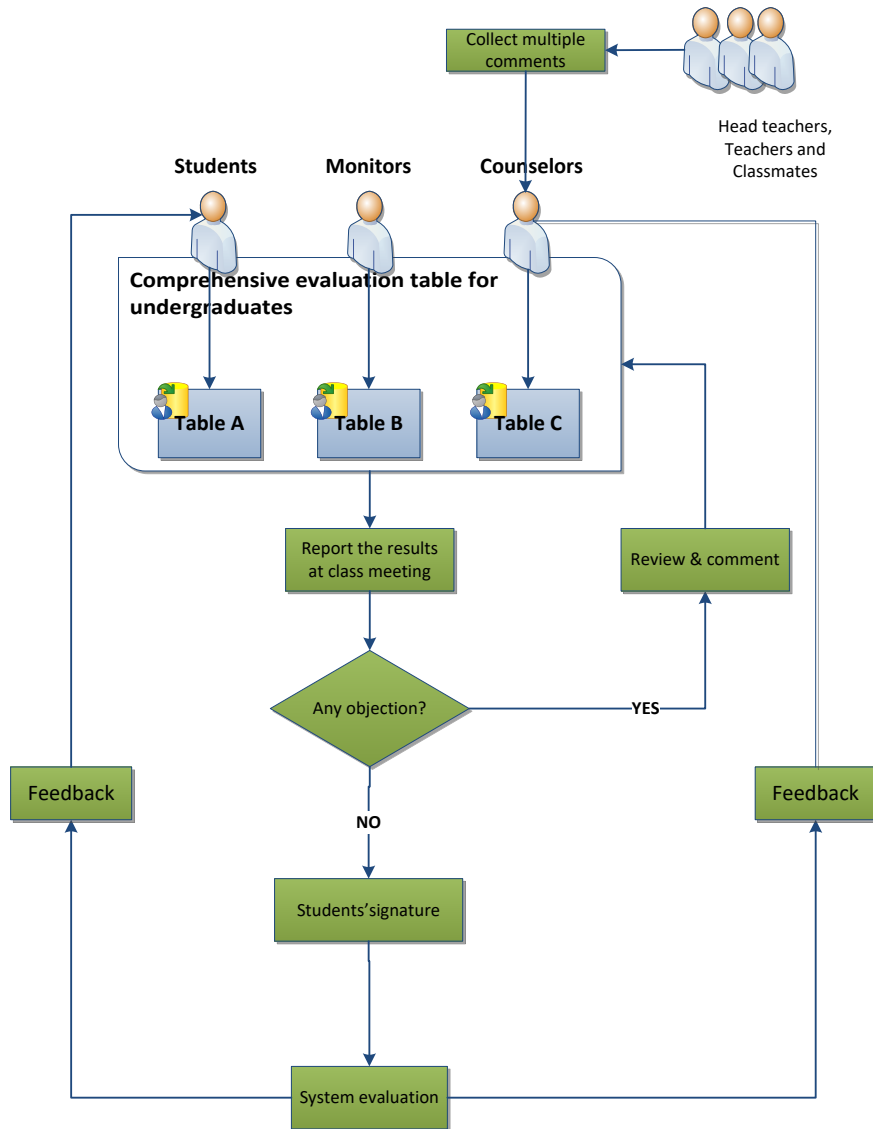 Collect multiple
comments
Head teachers,
Teachers and
Classmates
Students
Monitors
Counselors
Comprehensive evaluation table for
undergraduates
Table A
Table B
Table C
Report the results
at class meeting
Review & comment
Any objection?
YES
Feedback
Feedback
NO
Students’signature
System evaluation